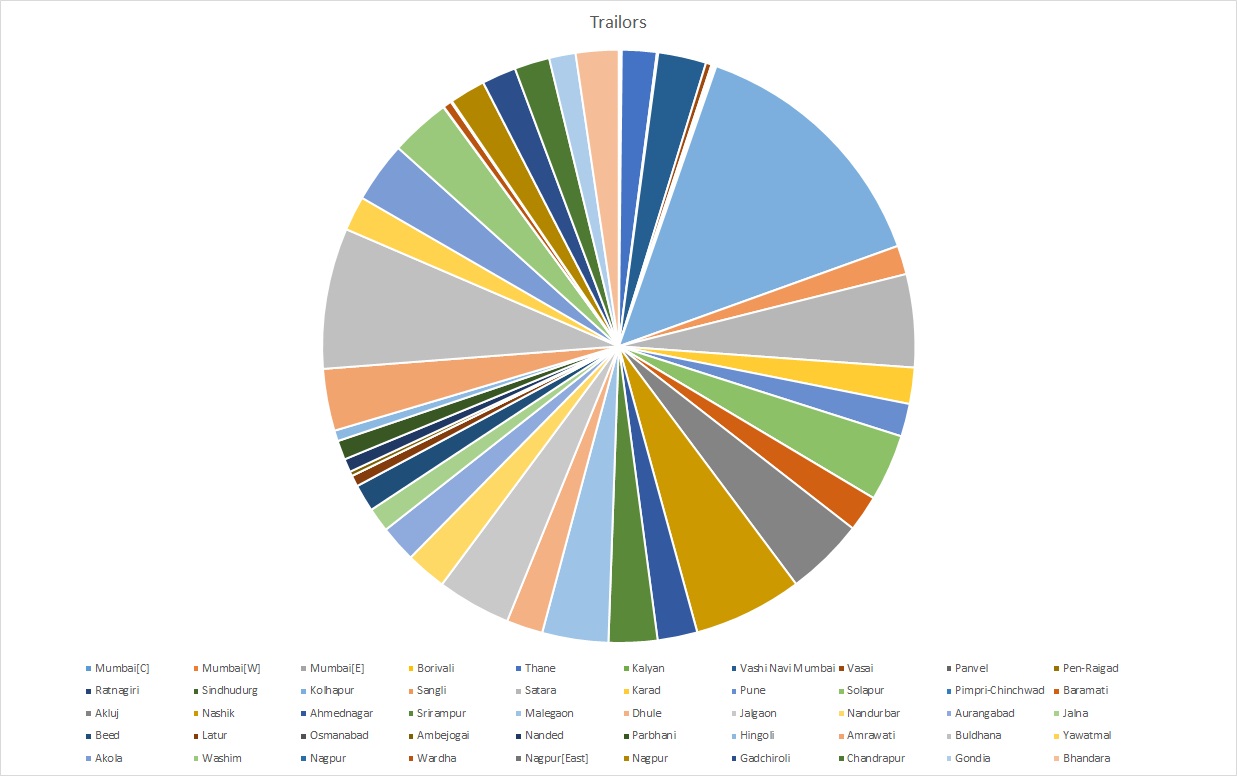 Trailors
Mumbai[C] Mumbai[W] Mumbai[E] Borivali Thane Kalyan Vashi Navi Mumbai Vasai Panvel Pen-Raigad
Ratnagiri Sindhudurg Kolhapur Sangli Satara Karad Pune Solapur Pimpri-Chinchwad Baramati
Akluj Nashik Ahmednagar Srirampur Malegaon Dhule Jalgaon Nandurbar Aurangabad Jalna
Beed Latur Osmanabad Ambejogai Nanded Parbhani Hingoli Amrawati Buldhana Yawatmal
Akola Washim Nagpur Wardha Nagpur[East] Nagpur Gadchiroli Chandrapur Gondia Bhandara